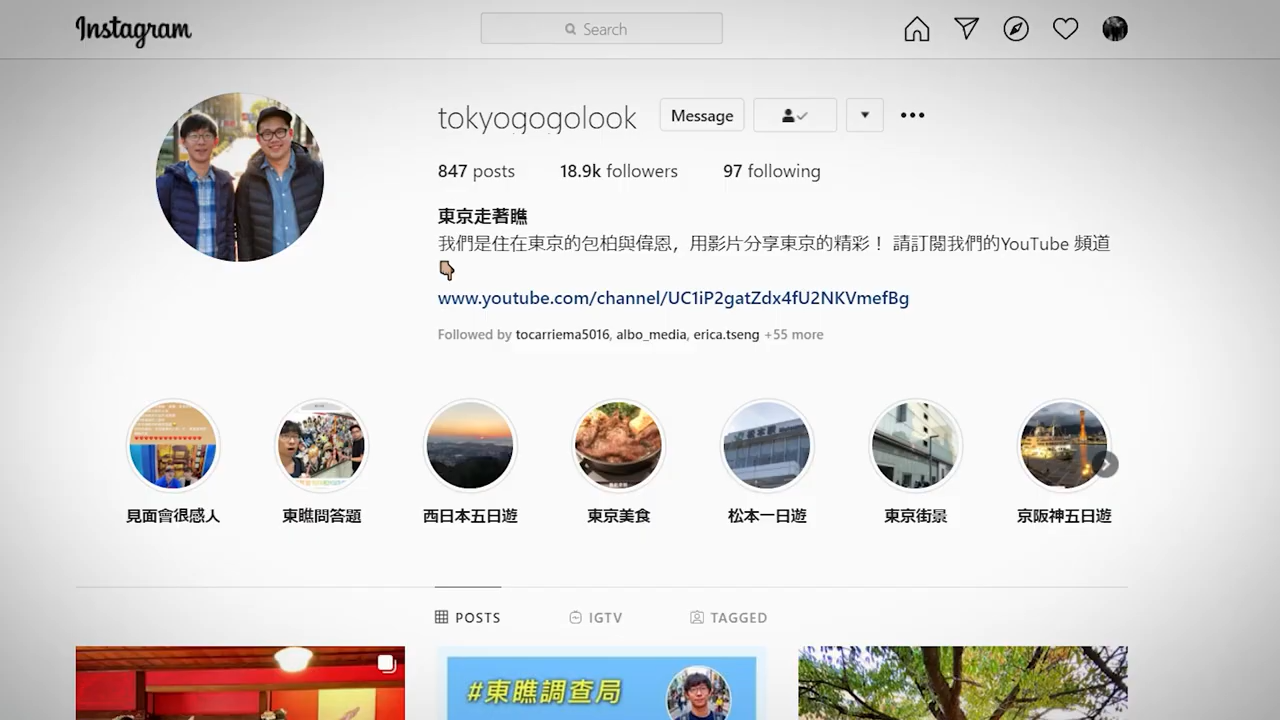 Instagram
Search
tokyogogolook
Message
847 posts 18.9k followers 97 following
東京走著瞧
我們是住在東京的包柏與偉恩，用影片分享東京的精彩！ 請訂閱我們的YouTube 頻道
www.youtube.com/channel/UC1iP2gatZdx4fU2NKVmefBg
Followed by tocarriema5016, albo_media, erica.tseng +55 more
見面會很感人 東瞧問答題 西日本五日遊 東京美食 松本一日遊 東京街景 京阪神五日遊
POSTS IGTV TAGGED
#東瞧調查局